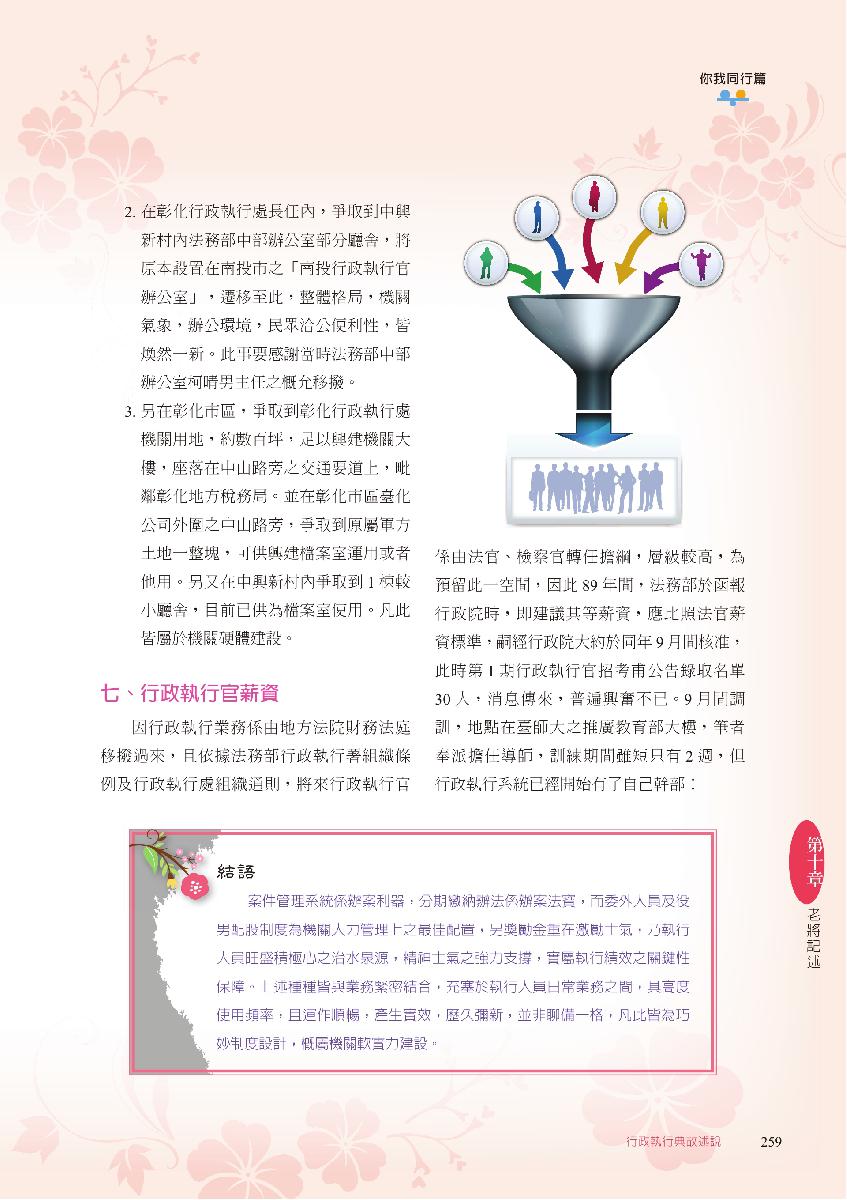 你我同行篇
2. 在彰化行政執行處長任內，爭取到中興
新村內法務部中部辦公室部分廳舍，將
原本設置在南投市之「南投行政執行官
辦公室」，遷移至此，整體格局，機關
氣象，辦公環境，民眾洽公便利性，皆
煥然一新。此事要感謝當時法務部中部
辦公室柯晴男主任之概允移撥。
3. 另在彰化市區，爭取到彰化行政執行處
機關用地，約數百坪，足以興建機關大
樓，座落在中山路旁之交通要道上，毗
鄰彰化地方稅務局。並在彰化市區臺化
公司外圍之中山路旁，爭取到原屬軍方
土地一整塊，可供興建檔案室運用或者
他用。另又在中興新村內爭取到 1 棟較
小廳舍，目前已供為檔案室使用。凡此
皆屬於機關硬體建設。
七、行政執行官薪資
因行政執行業務係由地方法院財務法庭
移撥過來，且依據法務部行政執行署組織條
例及行政執行處組織通則，將來行政執行官
係由法官、檢察官轉任擔綱，層級較高，為
預留此一空間，因此 89 年間，法務部於函報
行政院時，即建議其等薪資，應比照法官薪
資標準，嗣經行政院大約於同年 9 月間核准，
此時第 1 期行政執行官招考甫公告錄取名單
30 人，消息傳來，普遍興奮不已。9 月間調
訓，地點在臺師大之推廣教育部大樓，筆者
奉派擔任導師，訓練期間雖短只有 2 週，但
行政執行系統已經開始有了自己幹部；
結語
案件管理系統係辦案利器，分期繳納辦法係辦案法寶，而委外人員及役
男配股制度為機關人力管理上之最佳配置，另獎勵金重在激勵士氣，乃執行
人員旺盛積極心之活水泉源，精神士氣之強力支撐，實屬執行績效之關鍵性
保障。上述種種皆與業務緊密結合，充塞於執行人員日常業務之間，具高度
使用頻率，且運作順暢，產生實效，歷久彌新，並非聊備一格，凡此皆為巧
妙制度設計，概屬機關軟實力建設。
第十章
老將記述
行政執行典故述說 259